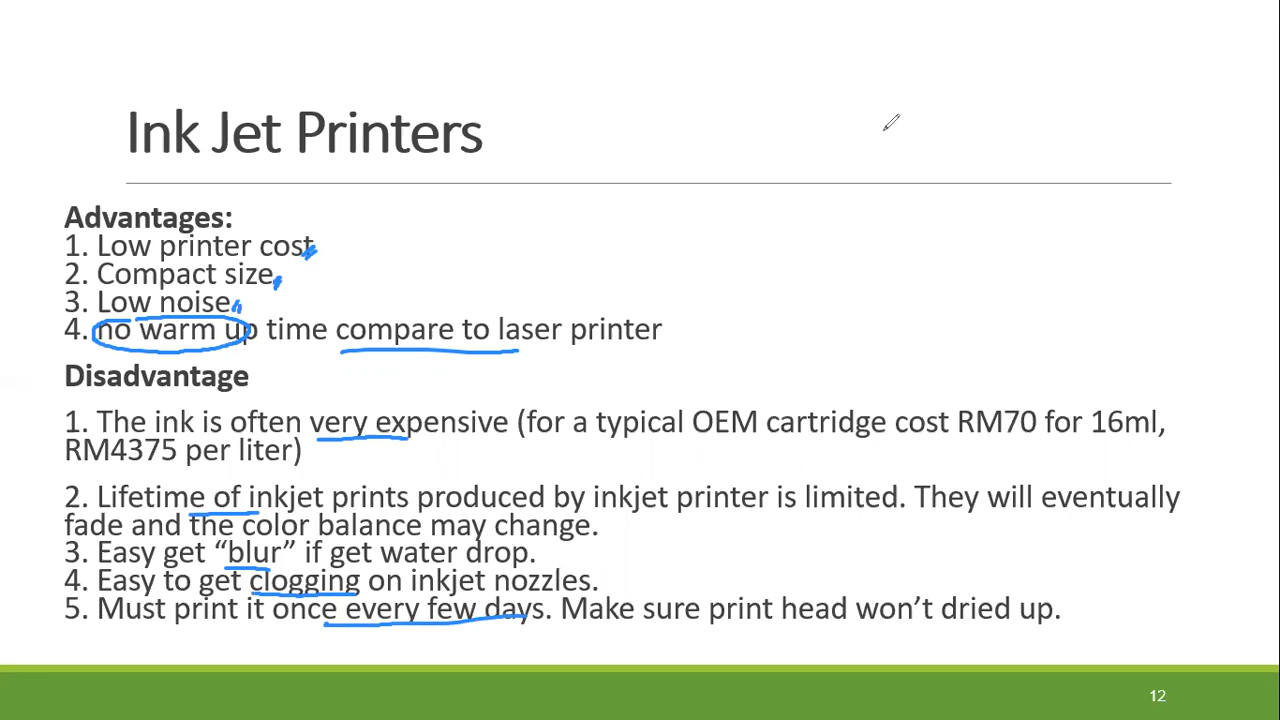 Ink Jet Printers
Advantages:
1. Low printer cost
2. Compact size
3. Low noise
4. no warm up time compare to laser printer
Disadvantage
1. The ink is often very expensive (for a typical OEM cartridge cost RM70 for 16ml,
RM4375 per liter)
2. Lifetime of inkjet prints produced by inkjet printer is limited. They will eventually
fade and the color balance may change.
3. Easy get “blur” if get water drop.
4. Easy to get clogging on inkjet nozzles.
5. Must print it once every few days. Make sure print head won’t dried up.
12